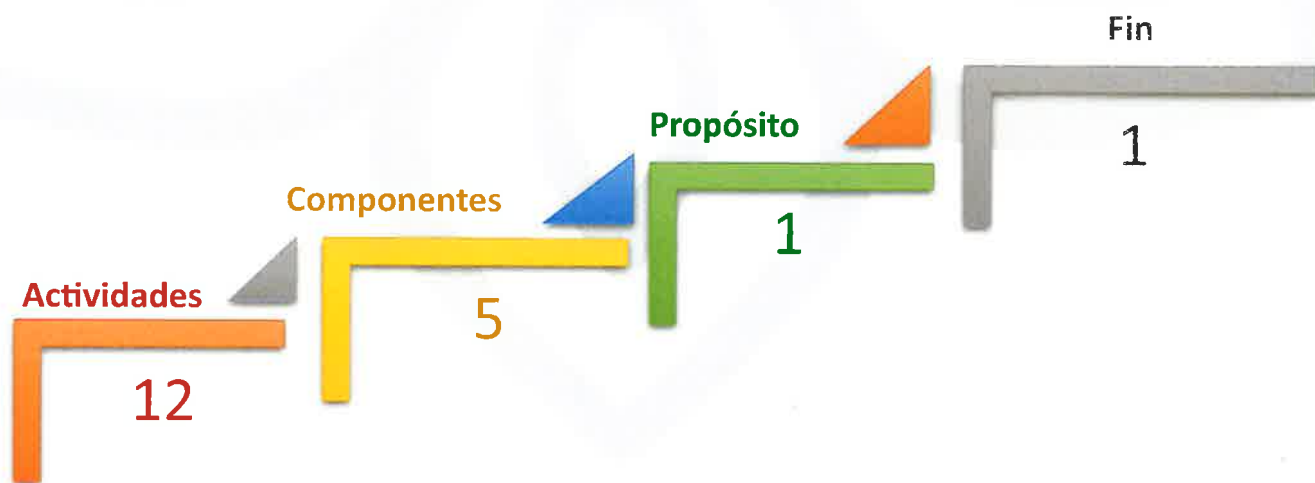 Fin
1
Propósito
1
Componentes
5
Actividades
12